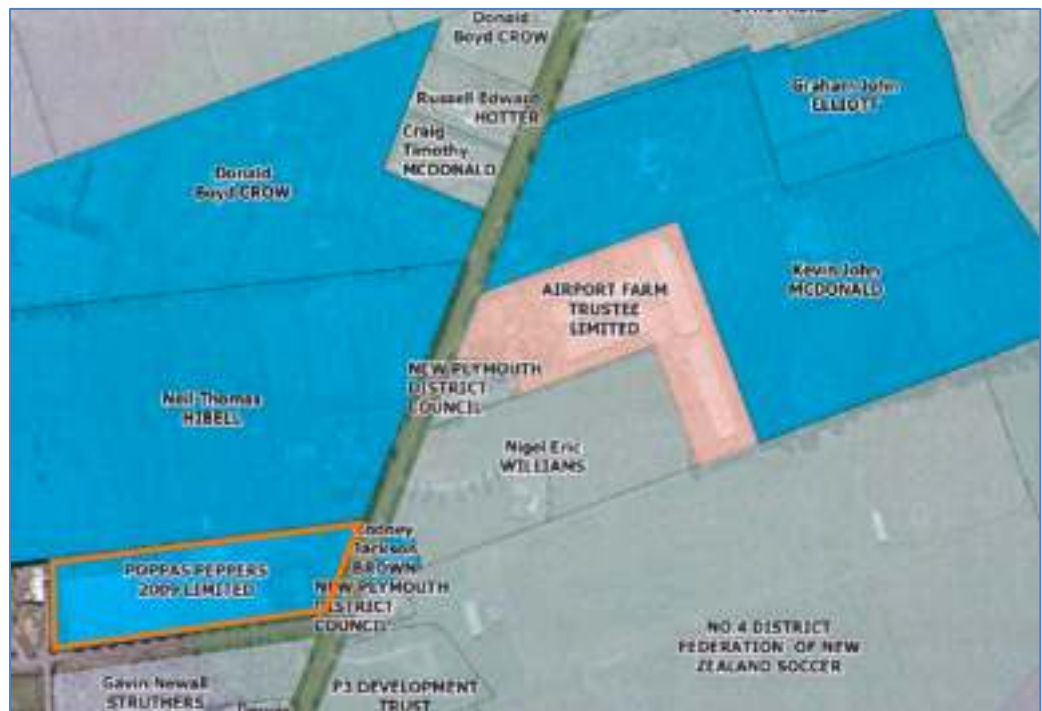 Donald
Boyd CROW
Russell Edward
HOTTER
Craig
Timothy
MCDONALD
Graham John
ELLIOTT
Donald
Boyd CROW
Kevin John
MCDONALD
AIRPORT FARM
TRUSTEE
LIMITED
NEW PLYMOUTH
DISTRICT
COUNCIL
Neil Thomas
HIBELL
Nigel Eric
WILLIAMS
Rodney
Jackson
BROWN
POPPAS PEPPERS
2009 LIMITED
NEW PLYMOUTH
DISTRICT
COUNCIL
NO 4 DISTRICT
FEDERATION OF NEW
ZEALAND SOCCER
Gavin Newall
STRUTHERS
P3 DEVELOPMENT
TRUST